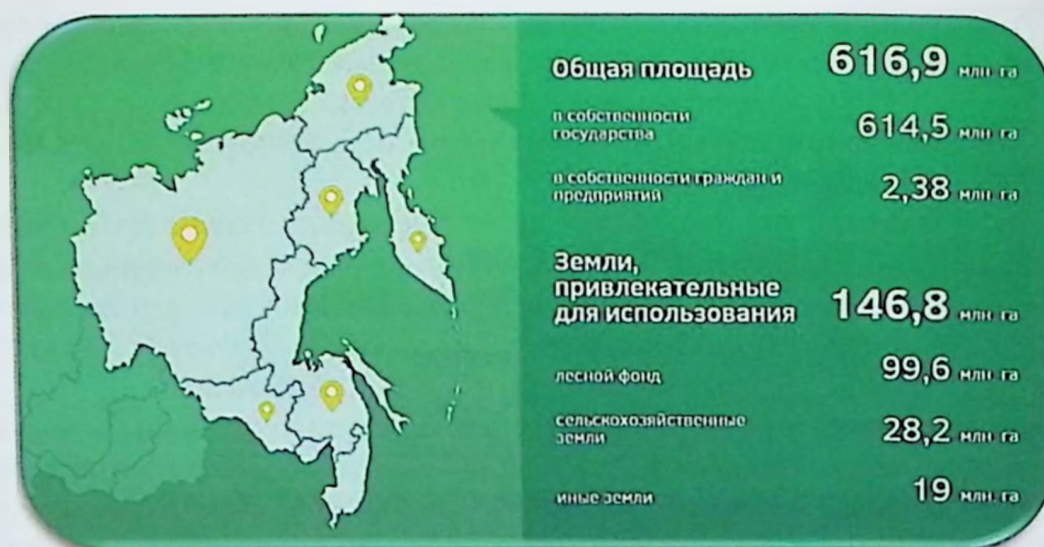 Общая площадь 616,9 млн. га
в собственности
государства 614,5 млн. га
в собственности граждан и
предприятий 2,38 млн. га
Земли,
привлекательные
для использования 146,8 млн. га
лесной фонд 99,6 млн. га
сельскохозяйственные
земли 28,2 млн. га
иные земли 19 млн. га